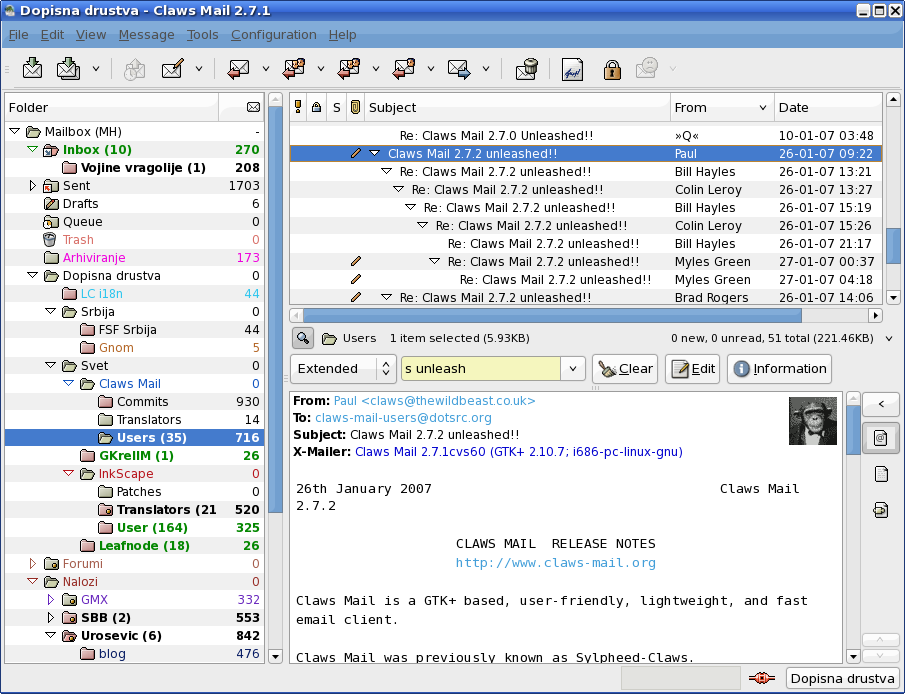 Dopisna drustva - Claws Mail 2.7.1
File Edit View Message Tools Configuration Help
Folder
Mailbox (MH) -
Inbox (10) 270
Vojine vragolije (1) 208
Sent 1703
Drafts 6
Queue 0
Trash 0
Arhiviranje 173
Dopisna drustva 0
LC i18n 44
Srbija 0
FSF Srbija 44
Gnom 5
Svet 0
Claws Mail 0
Commits 930
Translators 14
Users (35) 716
GKrellM (1) 26
InkScape 0
Patches 0
Translators (21 520
User (164) 325
Leafnode (18) 26
Forumi 0
Nalozi 0
GMX 332
SBB (2) 553
Urosevic (6) 842
blog 476
S Subject From Date
Re: Claws Mail 2.7.0 Unleashed!! »Q« 10-01-07 03:48
Claws Mail 2.7.2 unleashed!! Paul 26-01-07 09:22
Re: Claws Mail 2.7.2 unleashed!! Bill Hayles 26-01-07 13:21
Re: Claws Mail 2.7.2 unleashed!! Colin Leroy 26-01-07 13:27
Re: Claws Mail 2.7.2 unleashed!! Bill Hayles 26-01-07 15:19
Re: Claws Mail 2.7.2 unleashed!! Colin Leroy 26-01-07 15:26
Re: Claws Mail 2.7.2 unleashed!! Bill Hayles 26-01-07 21:17
Re: Claws Mail 2.7.2 unleashed!! Myles Green 27-01-07 00:37
Re: Claws Mail 2.7.2 unleashed!! Myles Green 27-01-07 04:18
Re: Claws Mail 2.7.2 unleashed!! Brad Rogers 26-01-07 14:06
Users 1 item selected (5.93KB) 0 new, 0 unread, 51 total (221.46KB)
Extended s unleash Clear Edit Information
From: Paul <claws@thewildbeast.co.uk>
To: claws-mail-users@dotsrc.org
Subject: Claws Mail 2.7.2 unleashed!!
X-Mailer: Claws Mail 2.7.1cvs60 (GTK+ 2.10.7; i686-pc-linux-gnu)
26th January 2007 Claws Mail
2.7.2
CLAWS MAIL RELEASE NOTES
http://www.claws-mail.org
Claws Mail is a GTK+ based, user-friendly, lightweight, and fast
email client.
Claws Mail was previously known as Sylpheed-Claws.
Dopisna drustva